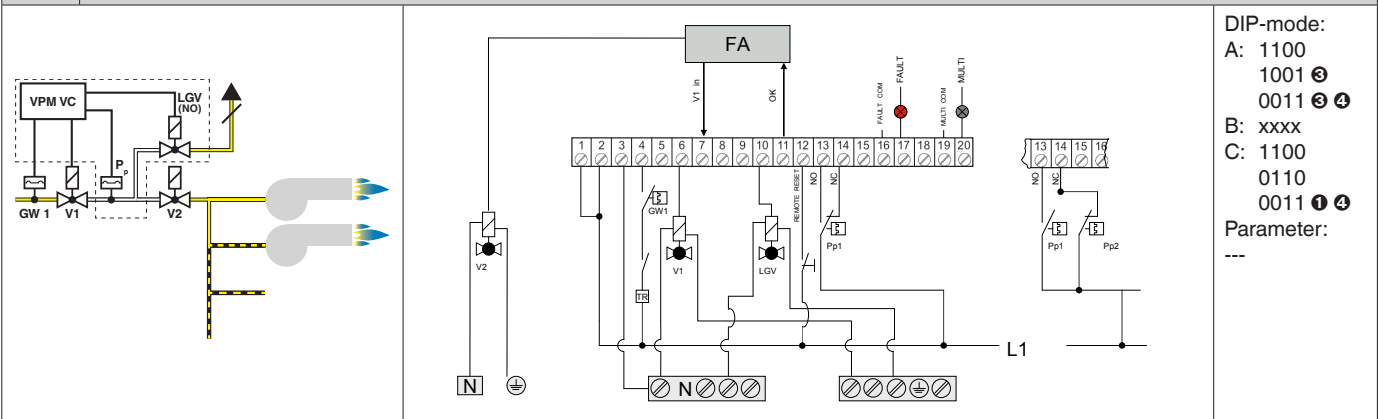 VPM VC
LGV
(NO)
P
p
GW 1
V1
V2
FA
V1 in
OK
FAULT COM
FAULT
MULTI COM
MULTI
1 2 3 4 5 6 7 8 9 10 11 12 13 14 15 16 17 18 19 20
13 14 15 16
GW1
REMOTE RESET
NO
NC
NO
NC
V2
V1
LGV
Pp1
Pp1
Pp2
TR
L1
N
N
DIP-mode:
A: 1100
1001 ❸
0011 ❸ ❹
B: xxxx
C: 1100
0110
0011 ❶ ❹
Parameter:
---